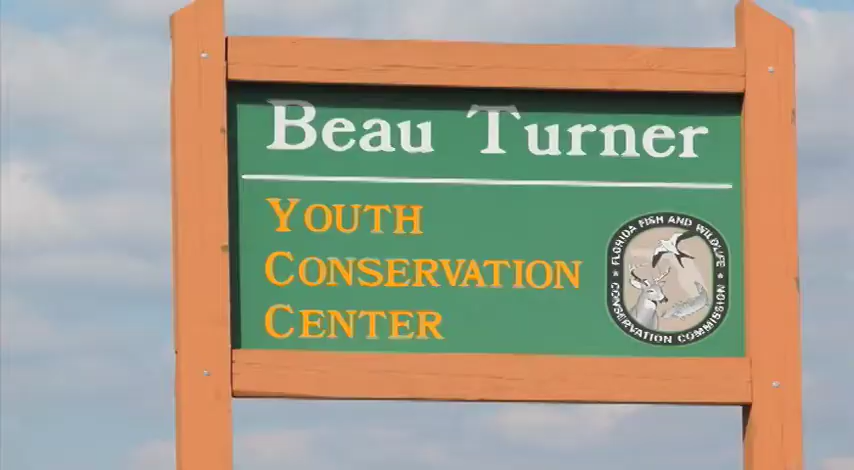 Beau Turner
YOUTH
CONSERVATION
CENTER
FLORIDA FISH AND WILDLIFE
CONSERVATION COMMISSION